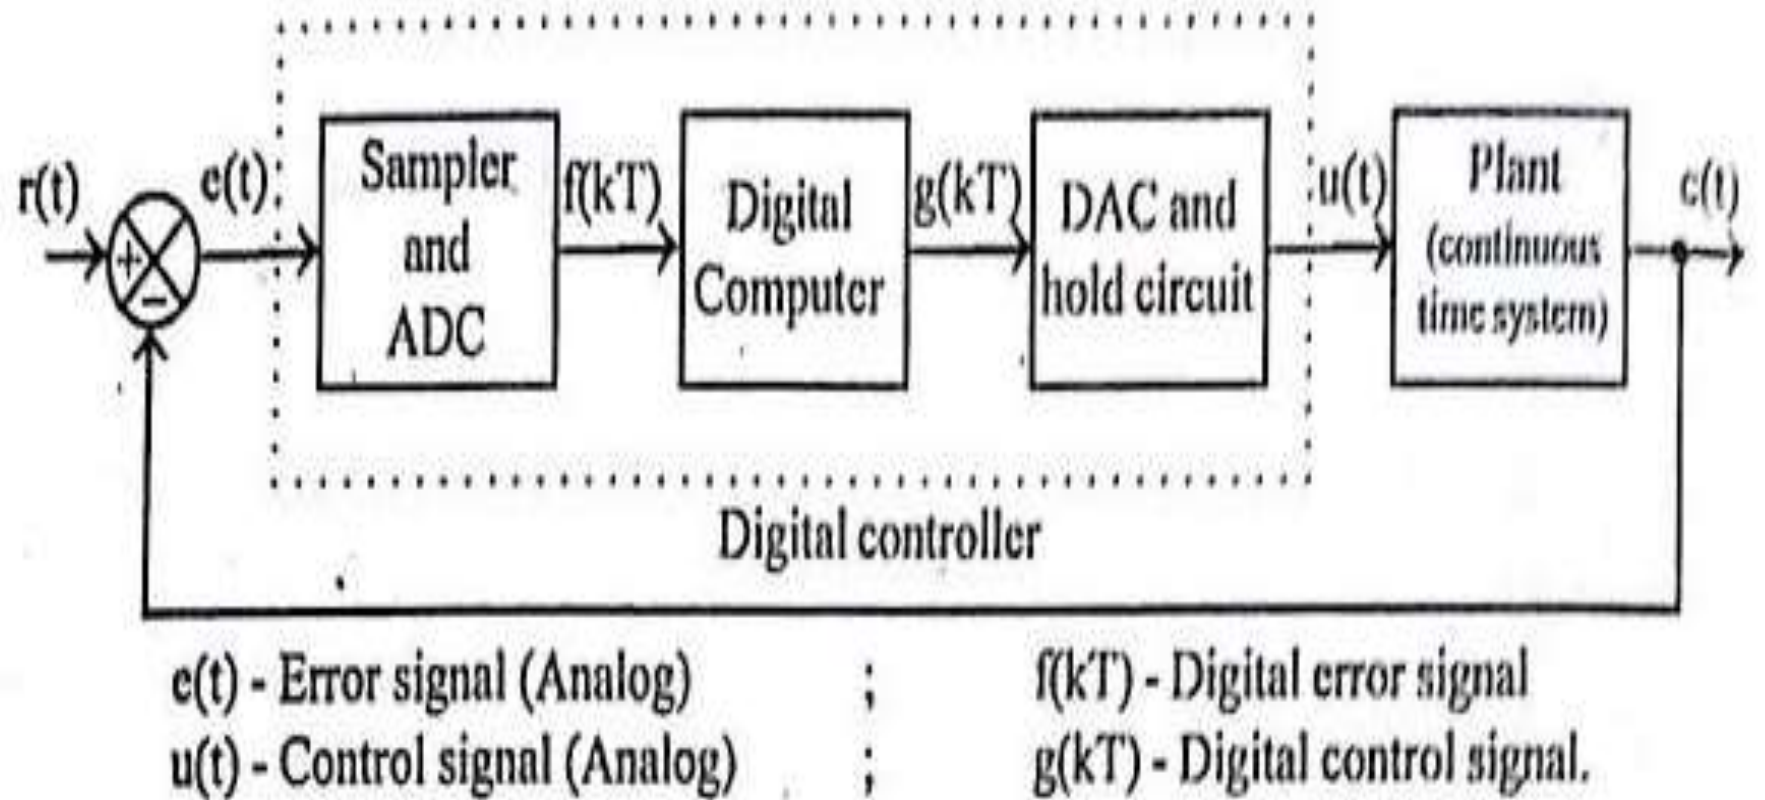 r(t)
+
−
e(t)
Sampler
and
ADC
f(kT)
Digital
Computer
g(kT)
DAC and
hold circuit
u(t)
Plant
(continuous
time system)
c(t)
Digital controller
e(t) - Error signal (Analog) ; f(kT) - Digital error signal
u(t) - Control signal (Analog) ; g(kT) - Digital control signal.